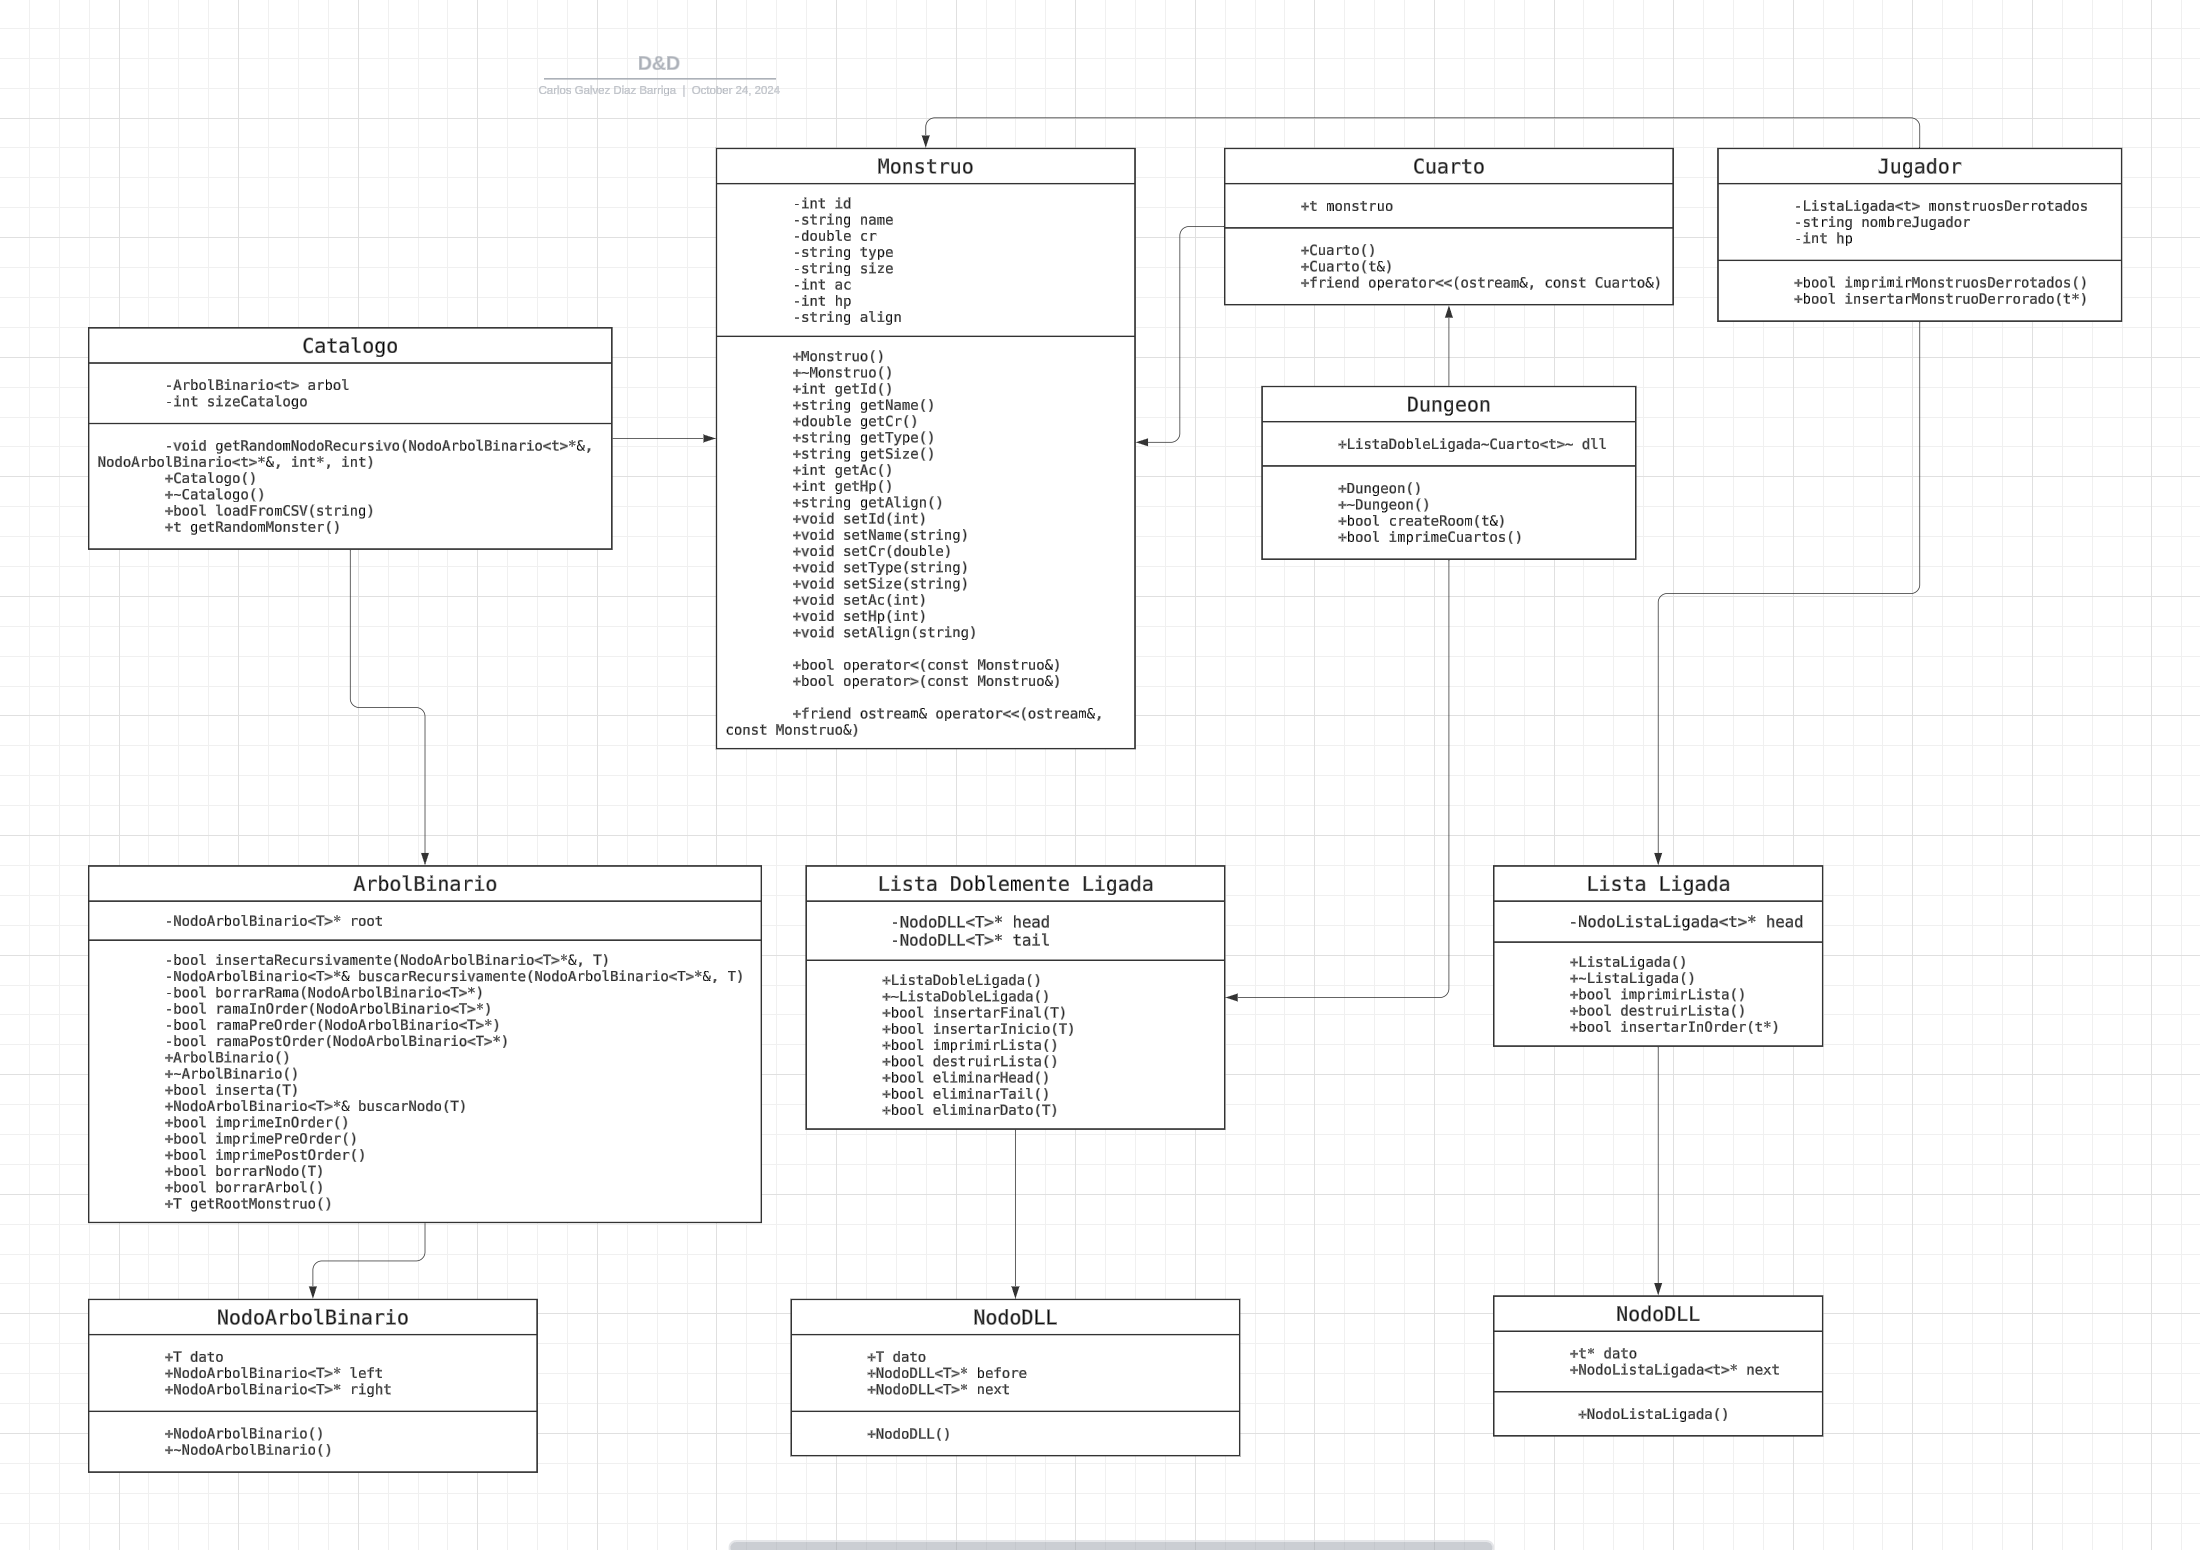 D&D
Carlos Galvez Diaz Barriga | October 24, 2024
Monstruo
-int id
-string name
-double cr
-string type
-string size
-int ac
-int hp
-string align
+Monstruo()
+~Monstruo()
+int getId()
+string getName()
+double getCr()
+string getType()
+string getSize()
+int getAc()
+int getHp()
+string getAlign()
+void setId(int)
+void setName(string)
+void setCr(double)
+void setType(string)
+void setSize(string)
+void setAc(int)
+void setHp(int)
+void setAlign(string)
+bool operator<(const Monstruo&)
+bool operator>(const Monstruo&)
+friend ostream& operator<<(ostream&,
const Monstruo&)
Cuarto
+t monstruo
+Cuarto()
+Cuarto(t&)
+friend operator<<(ostream&, const Cuarto&)
Jugador
-ListaLigada<t> monstruosDerrotados
-string nombreJugador
-int hp
+bool imprimirMonstruosDerrotados()
+bool insertarMonstruoDerrorado(t*)
Catalogo
-ArbolBinario<t> arbol
-int sizeCatalogo
-void getRandomNodoRecursivo(NodoArbolBinario<t>*&,
NodoArbolBinario<t>*&, int*, int)
+Catalogo()
+~Catalogo()
+bool loadFromCSV(string)
+t getRandomMonster()
Dungeon
+ListaDobleLigada~Cuarto<t>~ dll
+Dungeon()
+~Dungeon()
+bool createRoom(t&)
+bool imprimeCuartos()
ArbolBinario
-NodoArbolBinario<T>* root
-bool insertaRecursivamente(NodoArbolBinario<T>*&, T)
-NodoArbolBinario<T>*& buscarRecursivamente(NodoArbolBinario<T>*&, T)
-bool borrarRama(NodoArbolBinario<T>*)
-bool ramaInOrder(NodoArbolBinario<T>*)
-bool ramaPreOrder(NodoArbolBinario<T>*)
-bool ramaPostOrder(NodoArbolBinario<T>*)
+ArbolBinario()
+~ArbolBinario()
+bool inserta(T)
+NodoArbolBinario<T>*& buscarNodo(T)
+bool imprimeInOrder()
+bool imprimePreOrder()
+bool imprimePostOrder()
+bool borrarNodo(T)
+bool borrarArbol()
+T getRootMonstruo()
Lista Doblemente Ligada
-NodoDLL<T>* head
-NodoDLL<T>* tail
+ListaDobleLigada()
+~ListaDobleLigada()
+bool insertarFinal(T)
+bool insertarInicio(T)
+bool imprimirLista()
+bool destruirLista()
+bool eliminarHead()
+bool eliminarTail()
+bool eliminarDato(T)
Lista Ligada
-NodoListaLigada<t>* head
+ListaLigada()
+~ListaLigada()
+bool imprimirLista()
+bool destruirLista()
+bool insertarInOrder(t*)
NodoArbolBinario
+T dato
+NodoArbolBinario<T>* left
+NodoArbolBinario<T>* right
+NodoArbolBinario()
+~NodoArbolBinario()
NodoDLL
+T dato
+NodoDLL<T>* before
+NodoDLL<T>* next
+NodoDLL()
NodoDLL
+t* dato
+NodoListaLigada<t>* next
+NodoListaLigada()